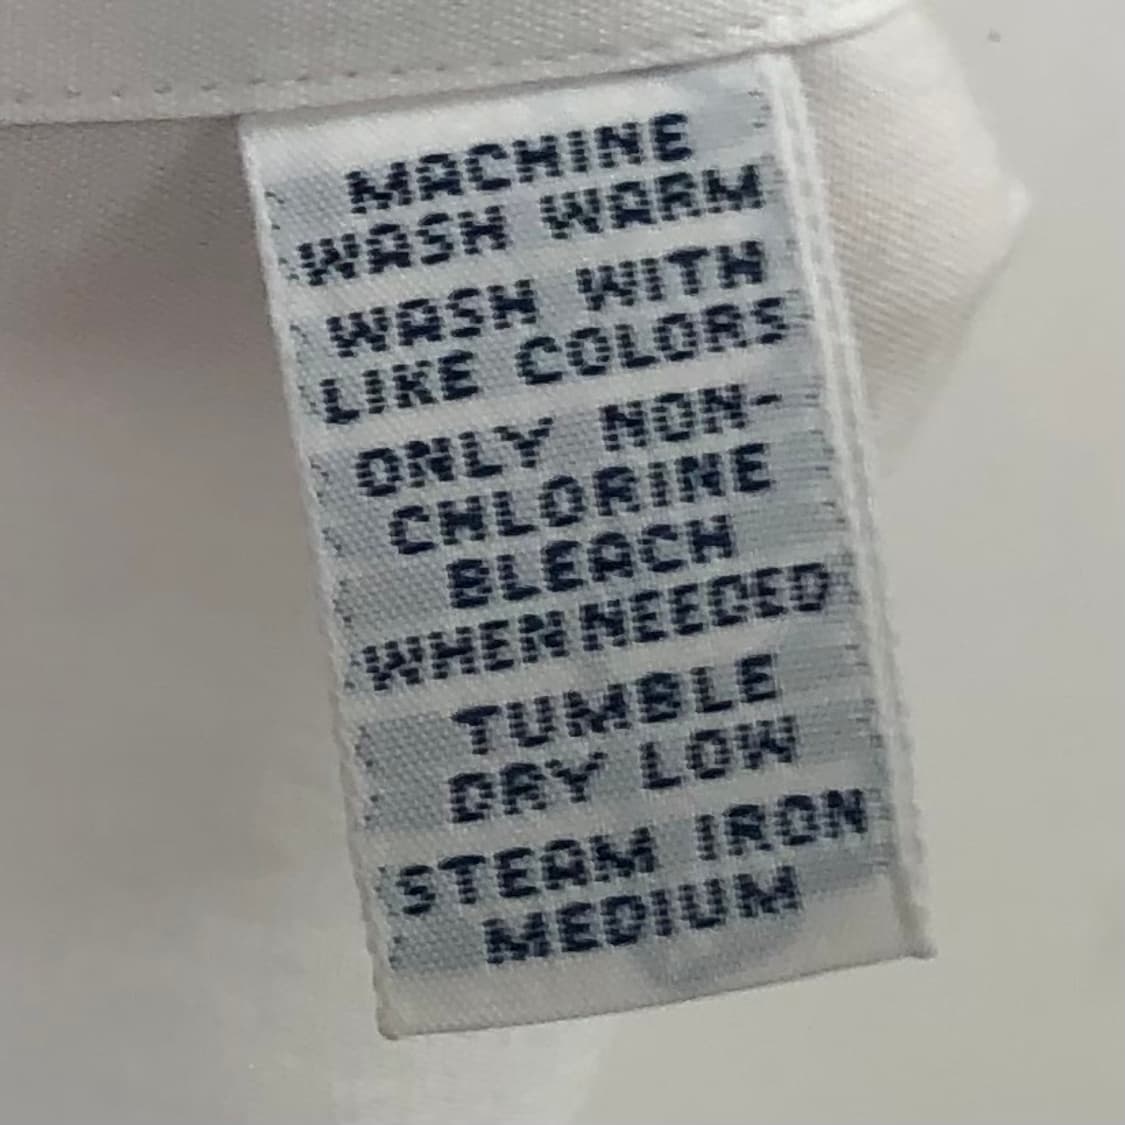 MACHINE
WASH WARM
WASH WITH
LIKE COLORS
ONLY NON-
CHLORINE
BLEACH
WHEN NEEDED
TUMBLE
DRY LOW
STEAM IRON
MEDIUM